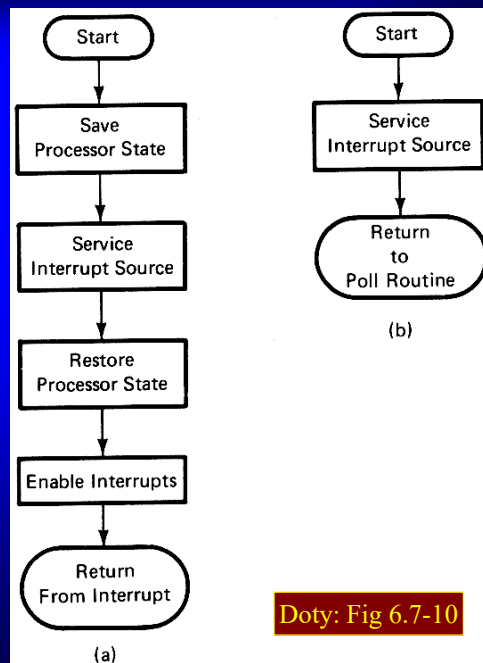 Start
Save
Processor State
Service
Interrupt Source
Restore
Processor State
Enable Interrupts
Return
From Interrupt
(a)
Start
Service
Interrupt Source
Return
to
Poll Routine
(b)
Doty: Fig 6.7-10